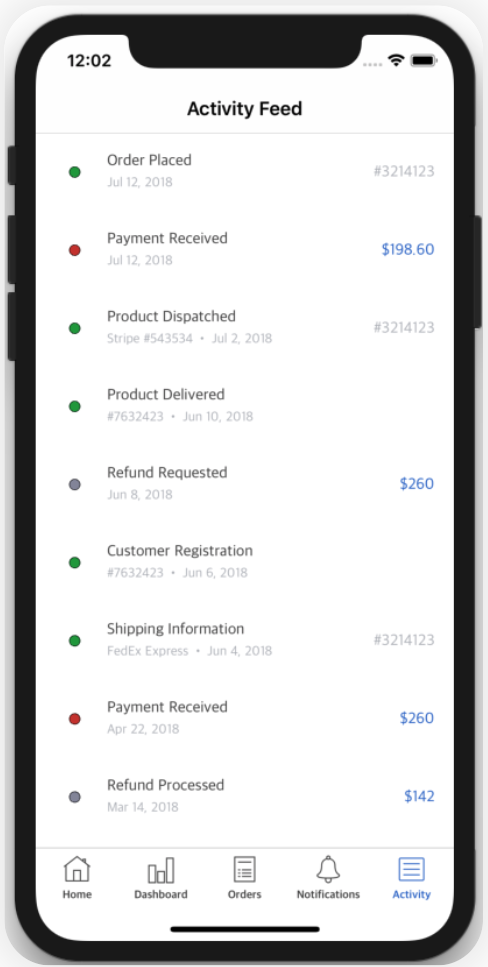 12:02
Activity Feed
Order Placed
Jul 12, 2018
#3214123
Payment Received
Jul 12, 2018
$198.60
Product Dispatched
Stripe #543534 • Jul 2, 2018
#3214123
Product Delivered
#7632423 • Jun 10, 2018
Refund Requested
Jun 8, 2018
$260
Customer Registration
#7632423 • Jun 6, 2018
Shipping Information
FedEx Express • Jun 4, 2018
#3214123
Payment Received
Apr 22, 2018
$260
Refund Processed
Mar 14, 2018
$142
Home Dashboard Orders Notifications Activity